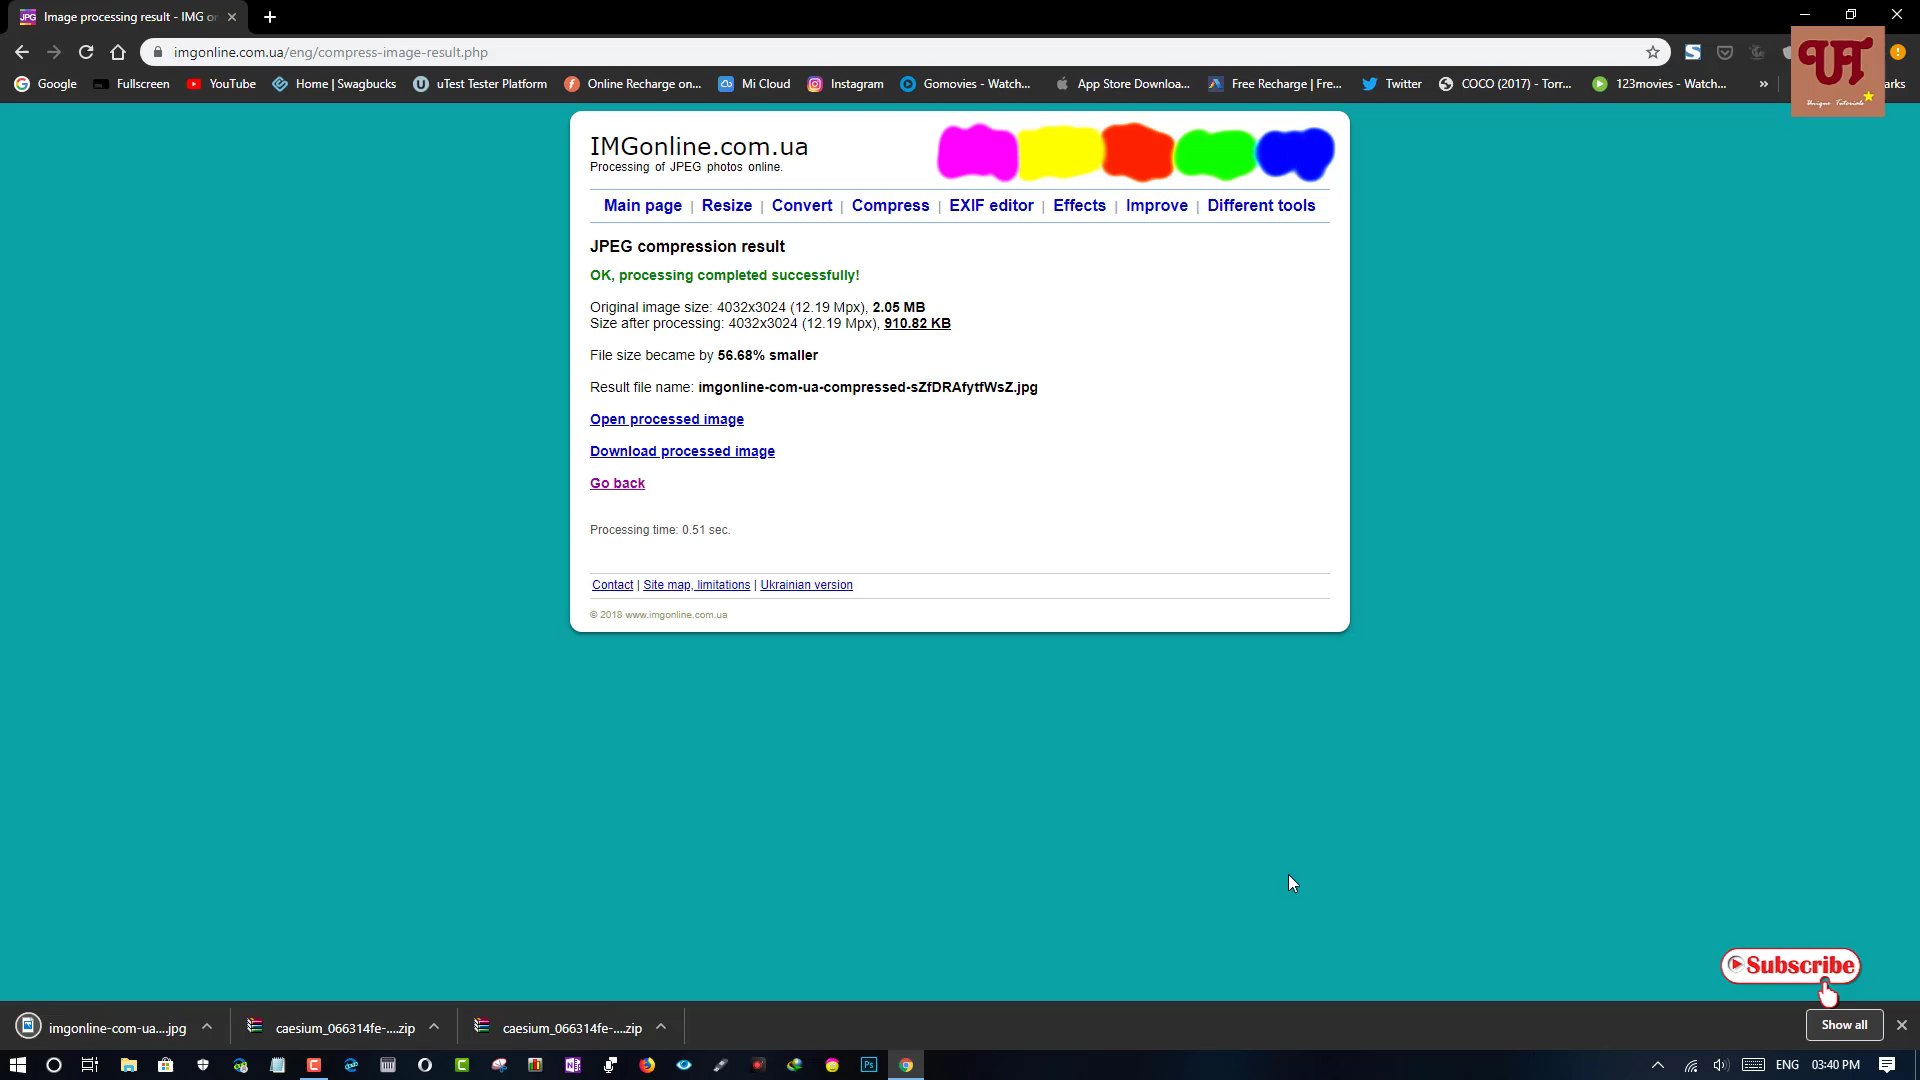 Image processing result - IMG or
imgonline.com.ua/eng/compress-image-result.php
Google Fullscreen YouTube Home | Swagbucks uTest Tester Platform Online Recharge on... Mi Cloud Instagram Gomovies - Watch... App Store Downloa... Free Recharge | Fre... Twitter COCO (2017) - Torr... 123movies - Watch... »
UT
Unique Tutorials
IMGonline.com.ua
Processing of JPEG photos online.
Main page | Resize | Convert | Compress | EXIF editor | Effects | Improve | Different tools
JPEG compression result
OK, processing completed successfully!
Original image size: 4032x3024 (12.19 Mpx), 2.05 MB
Size after processing: 4032x3024 (12.19 Mpx), 910.82 KB
File size became by 56.68% smaller
Result file name: imgonline-com-ua-compressed-sZfDRAfytfWsZ.jpg
Open processed image
Download processed image
Go back
Processing time: 0.51 sec.
Contact | Site map, limitations | Ukrainian version
© 2018 www.imgonline.com.ua
Subscribe
imgonline-com-ua....jpg caesium_066314fe-....zip caesium_066314fe-....zip Show all
ENG 03:40 PM